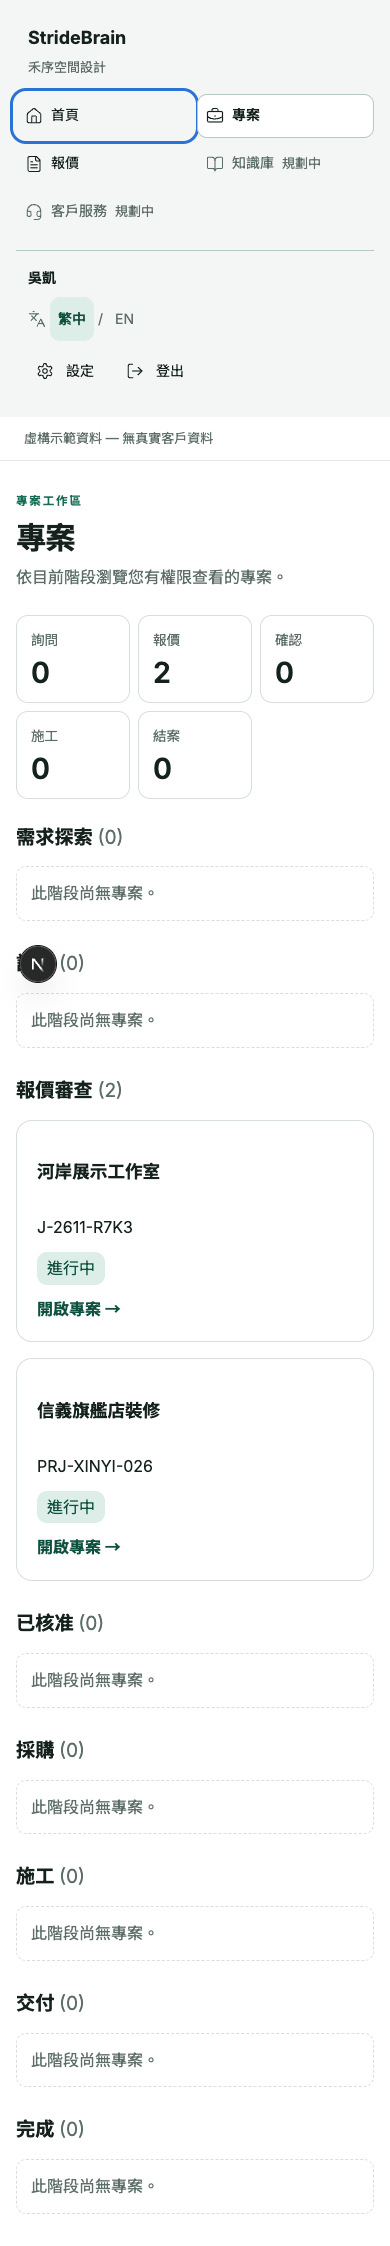 StrideBrain
禾序空間設計
首頁
專案
報價
知識庫 規劃中
客戶服務 規劃中
吳凱
繁中 / EN
設定
登出
虛構示範資料 — 無真實客戶資料
專案工作區
專案
依目前階段瀏覽您有權限查看的專案。
詢問
0
報價
2
確認
0
施工
0
結案
0
需求探索 (0)
此階段尚無專案。
(0)
此階段尚無專案。
報價審查 (2)
河岸展示工作室
J-2611-R7K3
進行中
開啟專案 →
信義旗艦店裝修
PRJ-XINYI-026
進行中
開啟專案 →
已核准 (0)
此階段尚無專案。
採購 (0)
此階段尚無專案。
施工 (0)
此階段尚無專案。
交付 (0)
此階段尚無專案。
完成 (0)
此階段尚無專案。